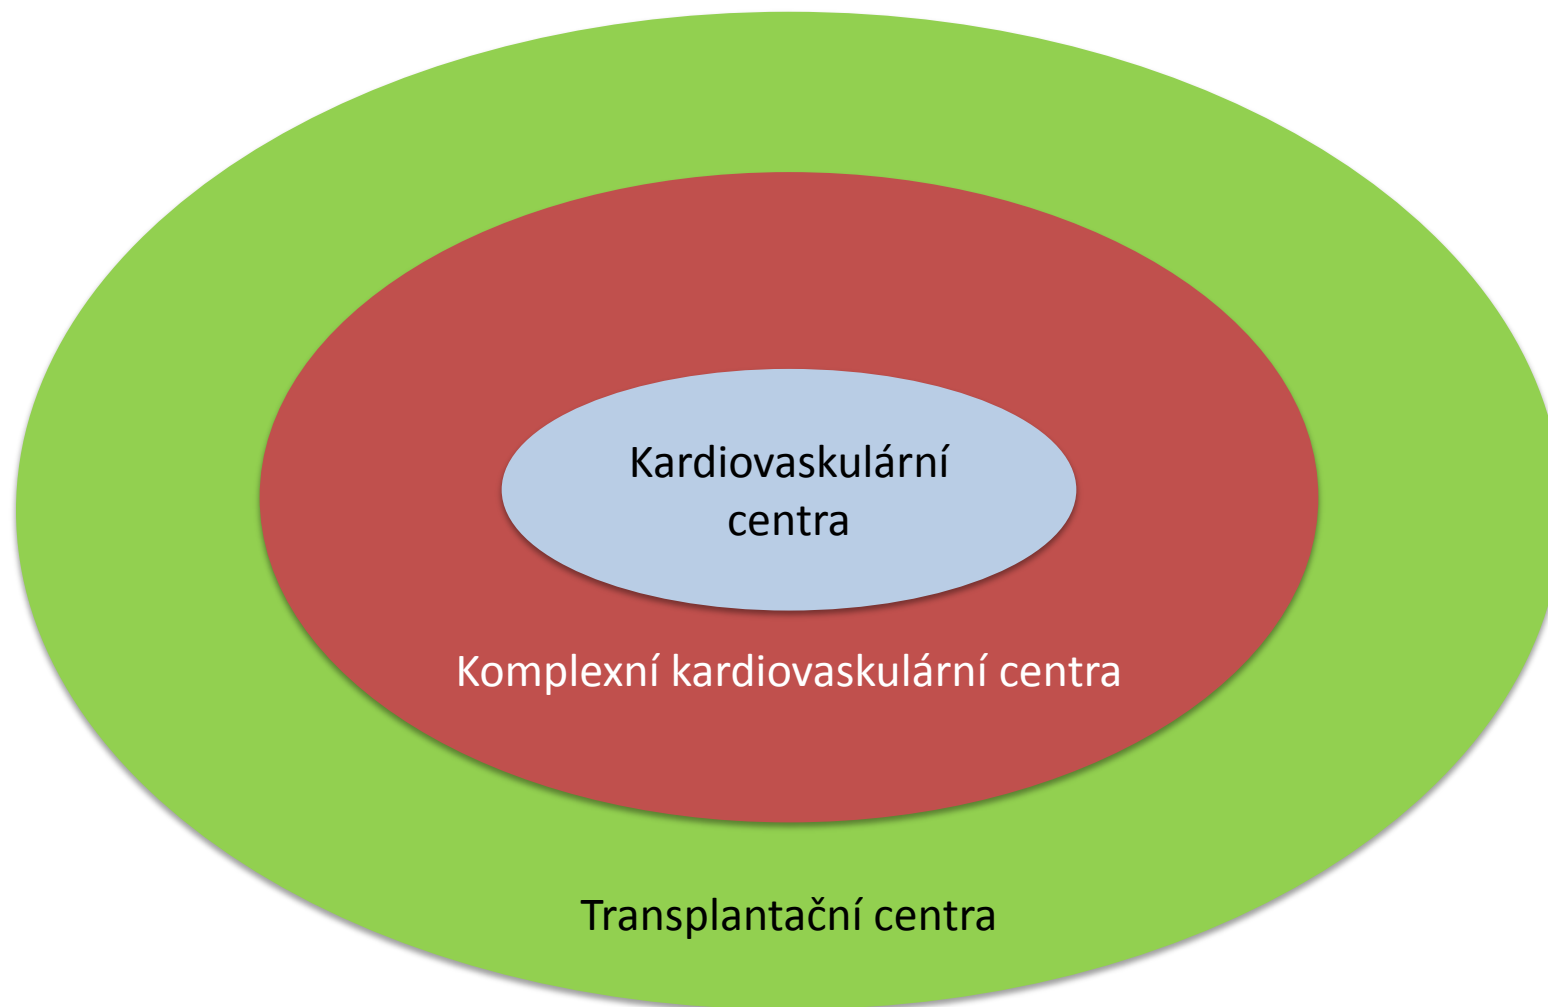 Kardiovaskulární
centra
Komplexní kardiovaskulární centra
Transplantační centra